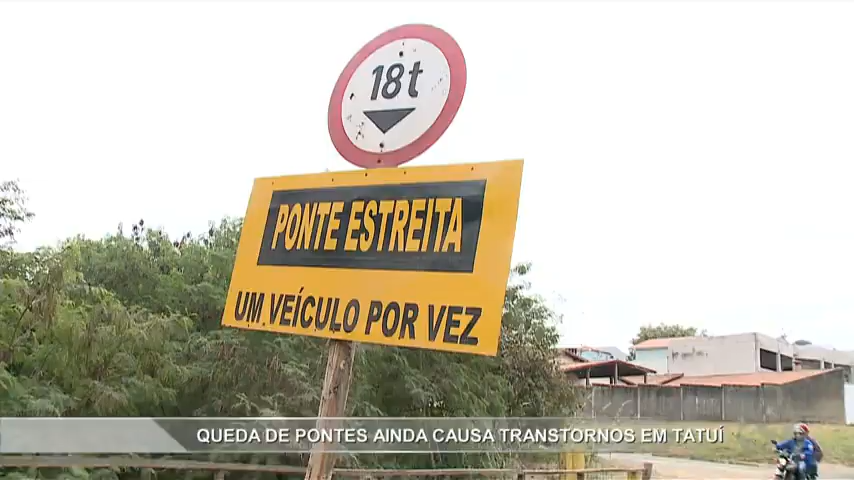 18t
PONTE ESTREITA
UM VEÍCULO POR VEZ
QUEDA DE PONTES AINDA CAUSA TRANSTORNOS EM TATUÍ